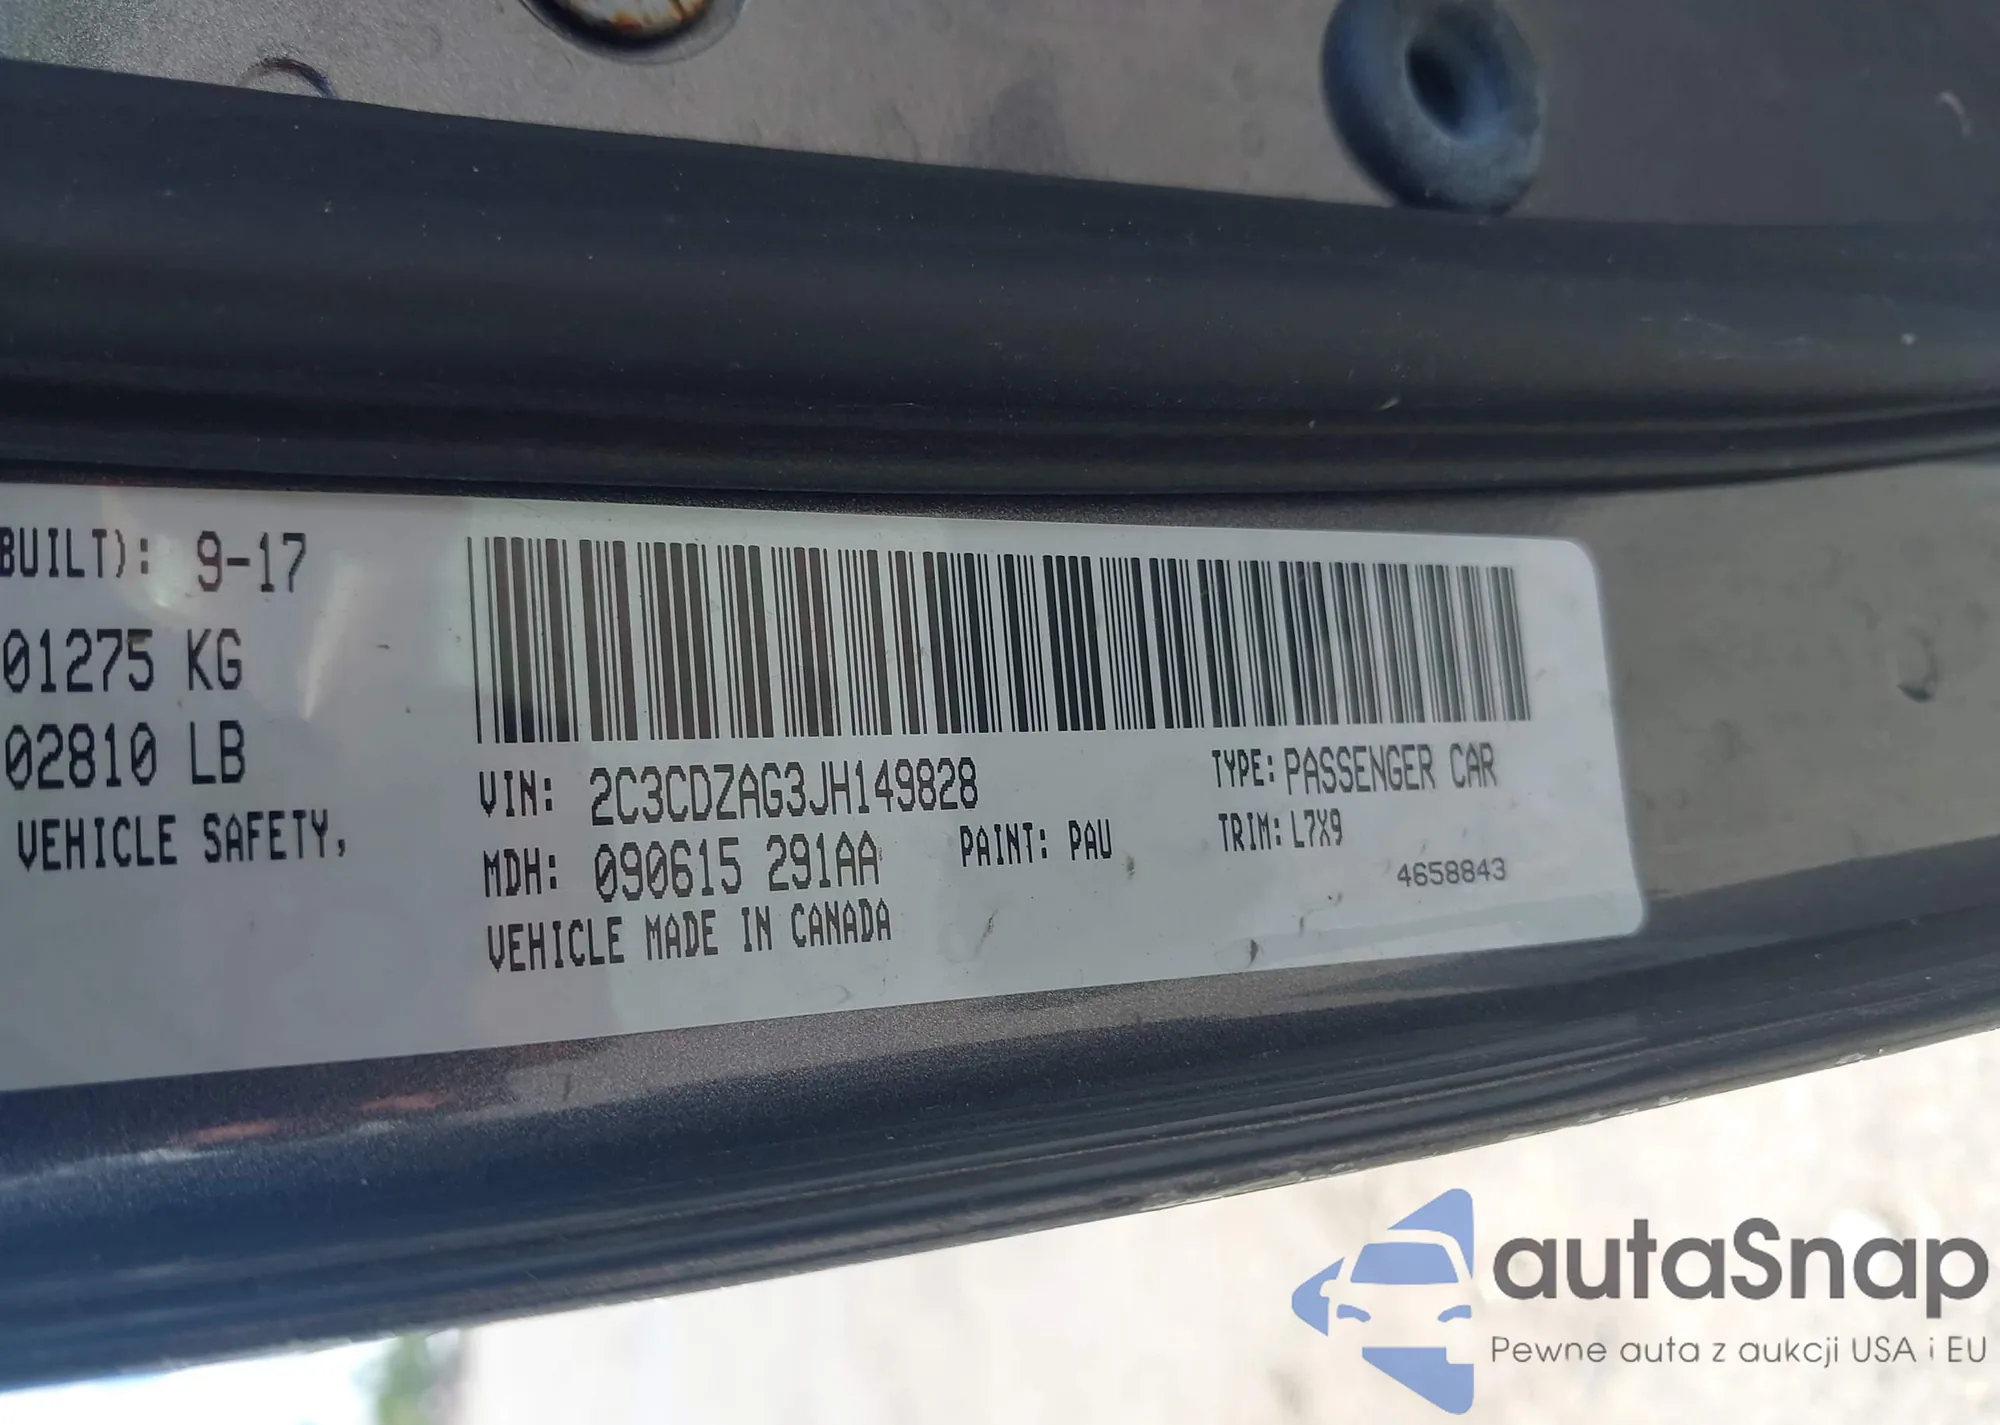 BUILT): 9-17
01275 KG
02810 LB
VEHICLE SAFETY,
VIN: 2C3CDZAG3JH149828
TYPE: PASSENGER CAR
MDH: 090615 291AA
PAINT: PAU
TRIM: L7X9
4658843
VEHICLE MADE IN CANADA
autaSnap
Pewne auta z aukcji USA i EU